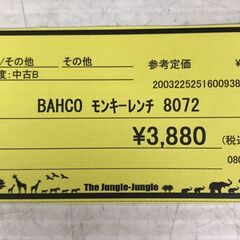 /その他 その他 参考定価 ¥
度:中古B 2003225251600938
BAHCO モンキーレンチ 8072
¥3,880 (税込
080
The Jungle-Jungle